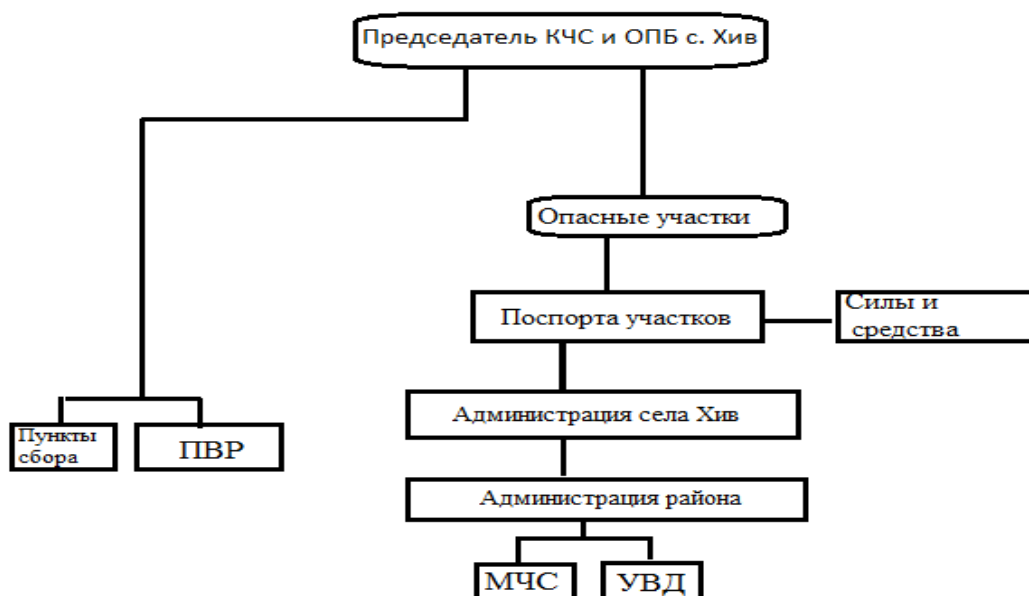 Председатель КЧС и ОПБ с. Хив
Опасные участки
Поспорта участков
Силы и
средства
Администрация села Хив
Пункты
сбора
ПВР
Администрация района
МЧС
УВД